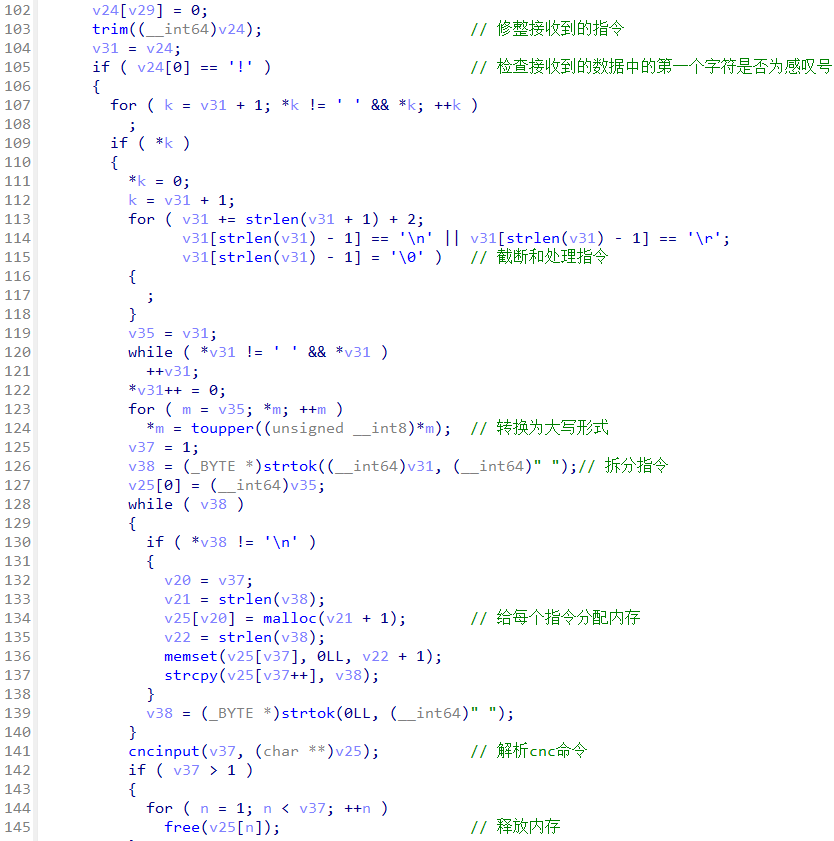 102 v24[v29] = 0;
103 trim((__int64)v24); // 修整接收到的指令
104 v31 = v24;
105 if ( v24[0] == '!' ) // 检查接收到的数据中的第一个字符是否为感叹号
106 {
107 for ( k = v31 + 1; *k != ' ' && *k; ++k )
108 ;
109 if ( *k )
110 {
111 *k = 0;
112 k = v31 + 1;
113 for ( v31 += strlen(v31 + 1) + 2;
114 v31[strlen(v31) - 1] == '\n' || v31[strlen(v31) - 1] == '\r';
115 v31[strlen(v31) - 1] = '\0' ) // 截断和处理指令
116 {
117 ;
118 }
119 v35 = v31;
120 while ( *v31 != ' ' && *v31 )
121 ++v31;
122 *v31++ = 0;
123 for ( m = v35; *m; ++m )
124 *m = toupper((unsigned __int8)*m); // 转换为大写形式
125 v37 = 1;
126 v38 = (_BYTE *)strtok((__int64)v31, (__int64)" ");// 拆分指令
127 v25[0] = (__int64)v35;
128 while ( v38 )
129 {
130 if ( *v38 != '\n' )
131 {
132 v20 = v37;
133 v21 = strlen(v38);
134 v25[v20] = malloc(v21 + 1); // 给每个指令分配内存
135 v22 = strlen(v38);
136 memset(v25[v37], 0LL, v22 + 1);
137 strcpy(v25[v37++], v38);
138 }
139 v38 = (_BYTE *)strtok(0LL, (__int64)" ");
140 }
141 cncinput(v37, (char **)v25); // 解析cnc命令
142 if ( v37 > 1 )
143 {
144 for ( n = 1; n < v37; ++n )
145 free(v25[n]); // 释放内存